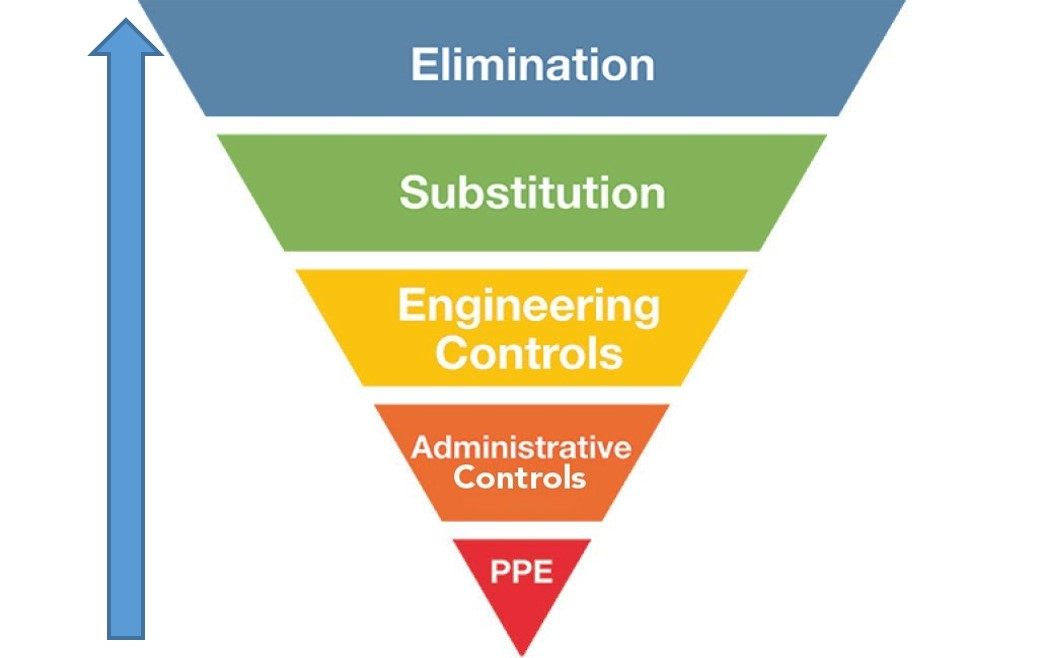 Elimination
Substitution
Engineering
Controls
Administrative
Controls
PPE